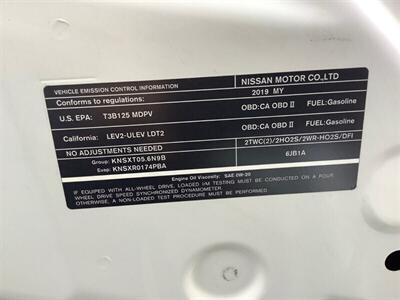 VEHICLE EMISSION CONTROL INFORMATION NISSAN MOTOR CO.,LTD
Conforms to regulations: 2019 MY
U.S. EPA: T3B125 MDPV OBD:CA OBD II FUEL:Gasoline
California: LEV2-ULEV LDT2 OBD:CA OBD II FUEL:Gasoline
NO ADJUSTMENTS NEEDED 2TWC(2)/2HO2S/2WR-HO2S/DFI
Group: KNSXT05.6N9B 6JB1A
Evap: KNSXR0174PBA
Engine Oil Viscosity: SAE 0W-20
IF EQUIPPED WITH ALL-WHEEL DRIVE, LOADED I/M TESTING MUST BE CONDUCTED USING TWO-WHEEL
DRIVE SPEED SYNCHRONIZED DYNAMOMETER.
ALTERNATIVELY, A NON-LOADED TEST PROCEDURE MUST BE PERFORMED.